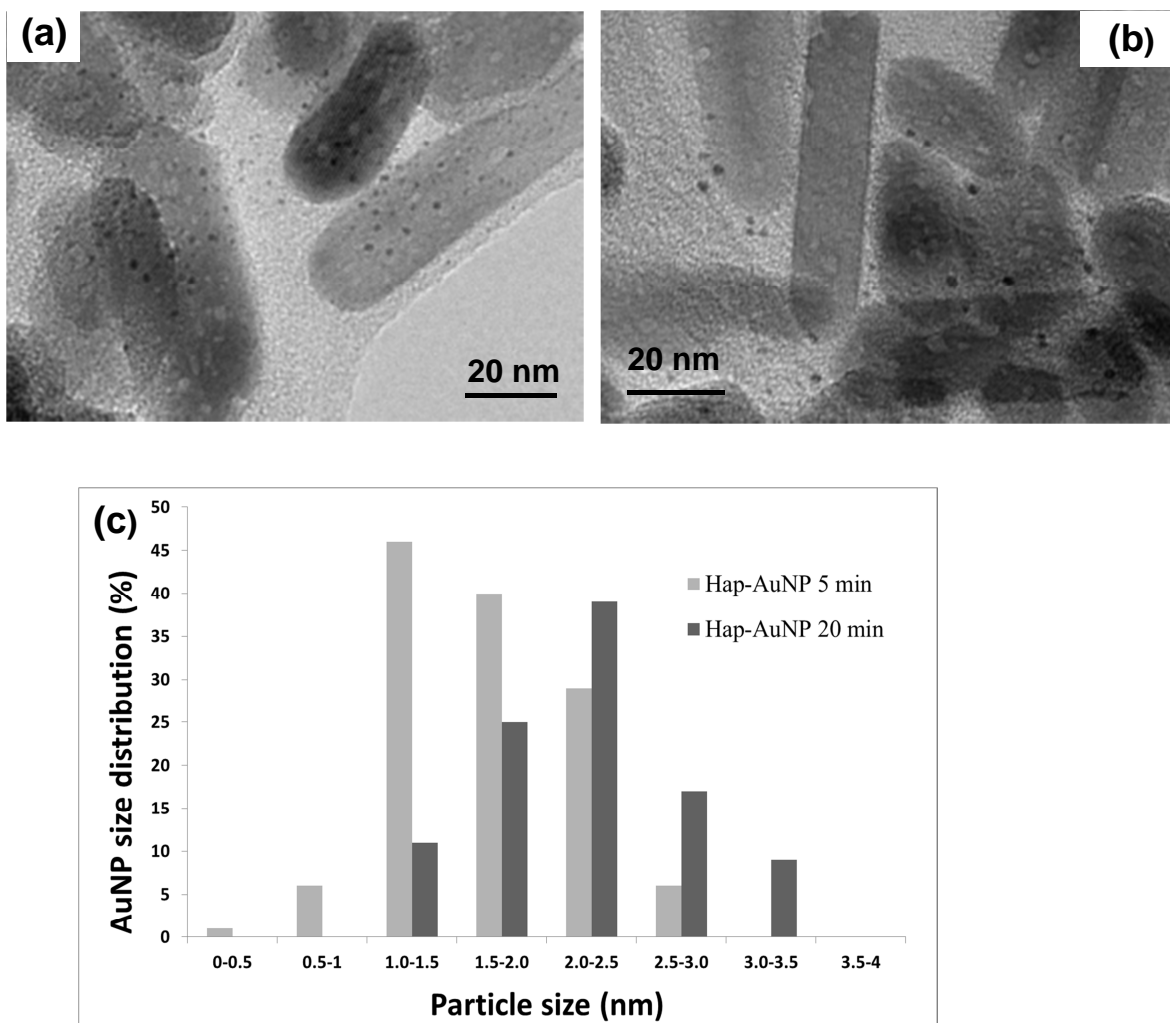 (a)
20 nm
(b)
20 nm
(c)
AuNP size distribution (%)
50
45
40
35
30
25
20
15
10
5
0
Hap-AuNP 5 min
Hap-AuNP 20 min
0-0.5 0.5-1 1.0-1.5 1.5-2.0 2.0-2.5 2.5-3.0 3.0-3.5 3.5-4
Particle size (nm)